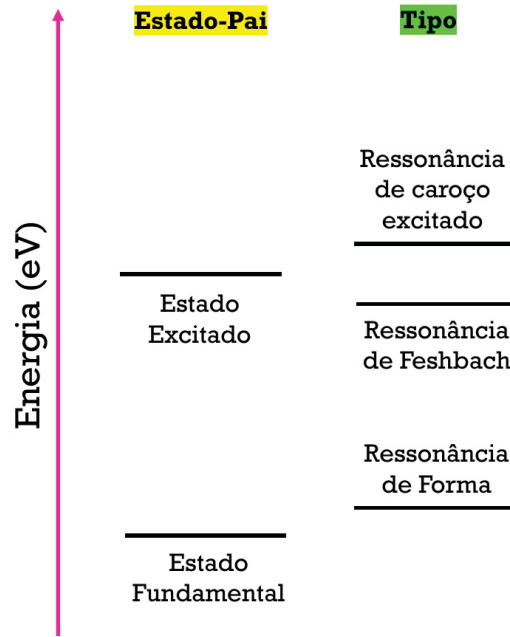 Estado-Pai
Tipo
Energia (eV)
Ressonância
de caroço
excitado
Estado
Excitado
Ressonância
de Feshbach
Ressonância
de Forma
Estado
Fundamental